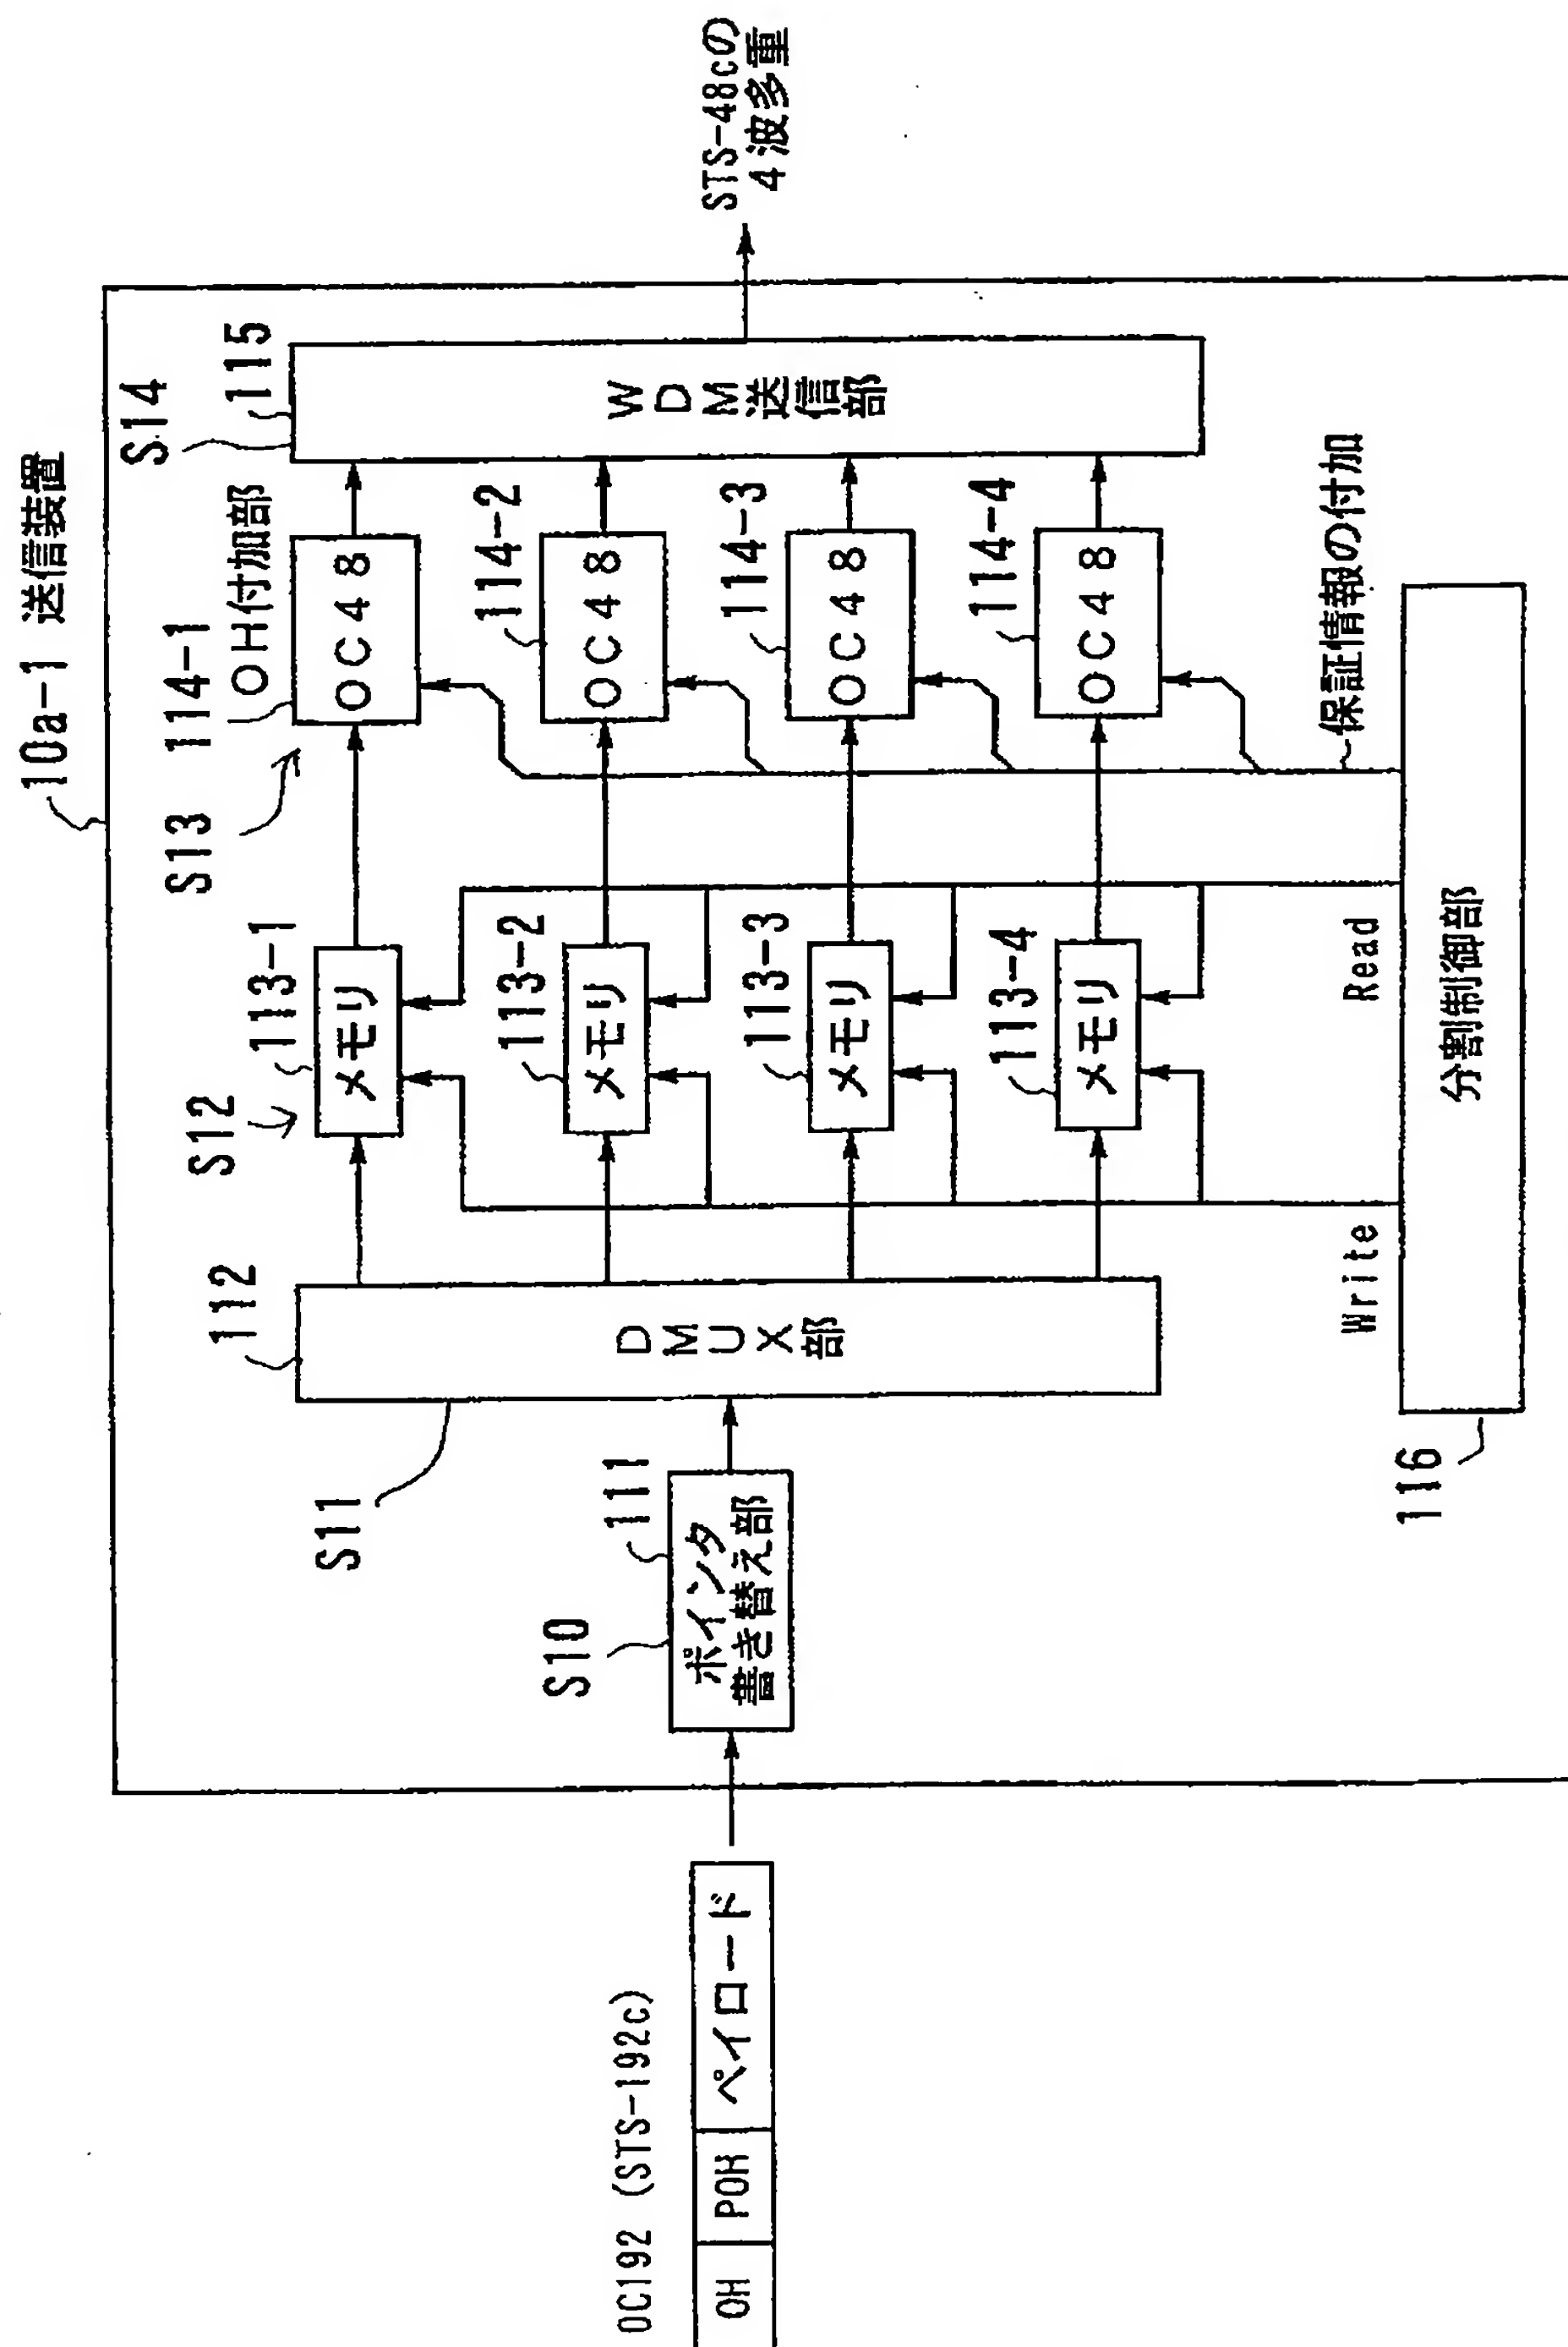 10a-1 送信装置
S14
115
WDM送信部
STS-48cの
4波多重
S13
114-1
OH付加部
OC48
114-2
OC48
114-3
OC48
114-4
OC48
保証情報の付加
S12
113-1
メモリ
113-2
メモリ
113-3
メモリ
113-4
メモリ
Read
Write
分割制御部
116
112
DMUX部
S11
111
S10
ポインタ
書き替え部
OC192 (STS-192c)
OH
POH
ペイロード